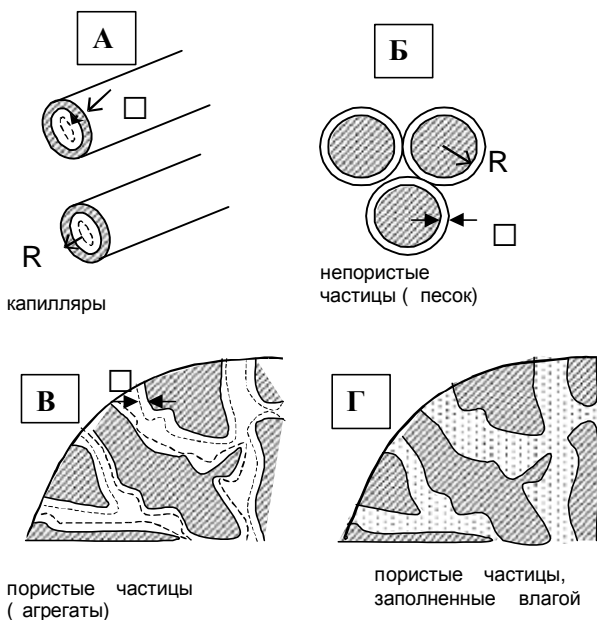 А
Б
R
R
капилляры
непористые
частицы ( песок)
В
Г
пористые частицы
( агрегаты)
пористые частицы,
заполненные влагой